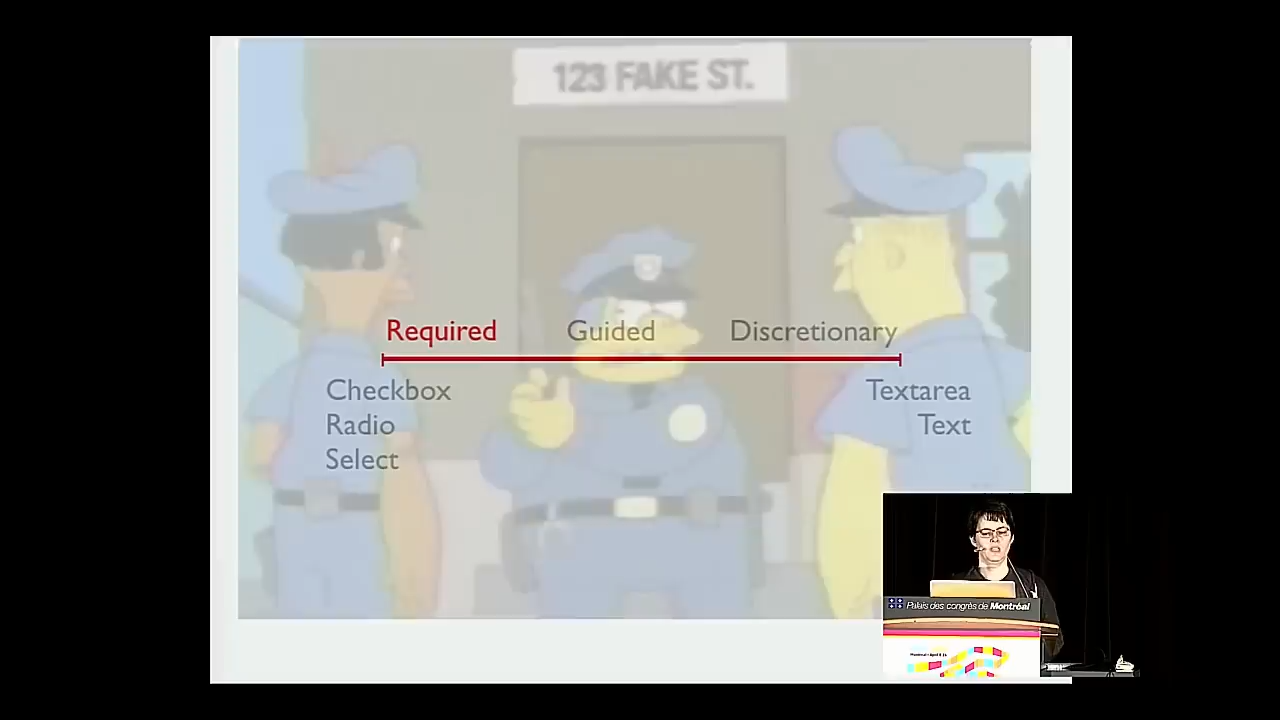 123 FAKE ST.
Required Guided Discretionary
Checkbox
Radio
Select
Textarea
Text
Palais des congrès de Montréal